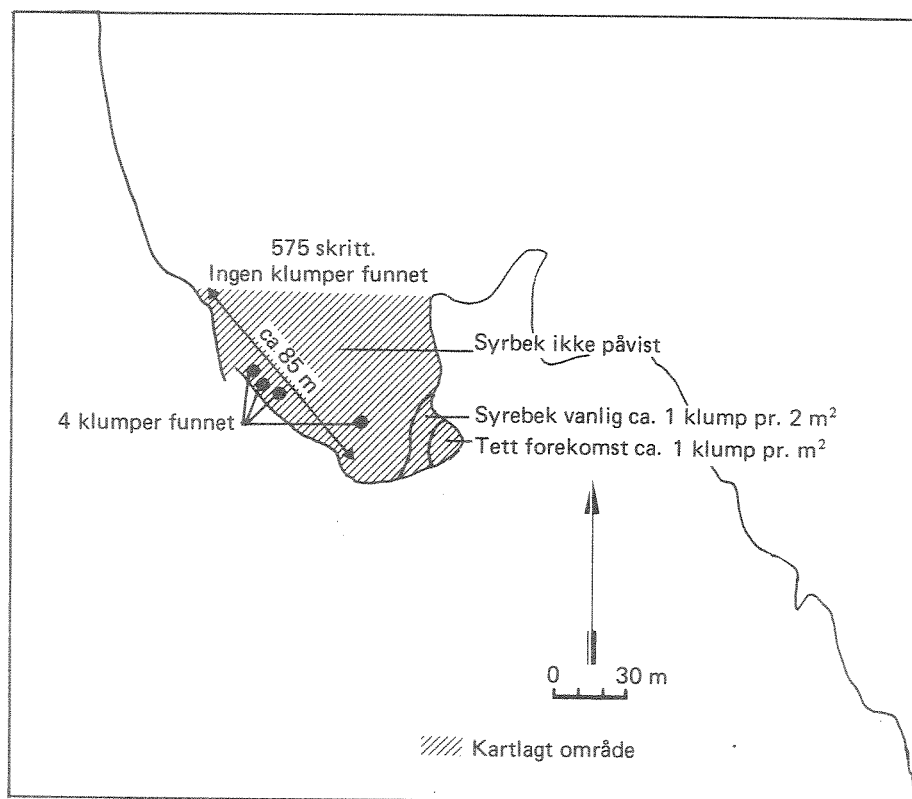 575 skritt.
Ingen klumper funnet
ca 85 m
Syrbek ikke påvist
4 klumper funnet
Syrebek vanlig ca. 1 klump pr. 2 m²
Tett forekomst ca. 1 klump pr. m²
0 30 m
Kartlagt område